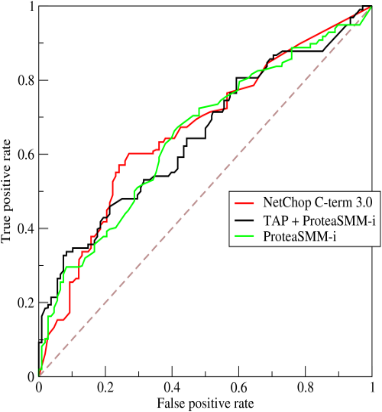 1
0.8
0.6
0.4
0.2
0
0 0.2 0.4 0.6 0.8 1
True positive rate
False positive rate
NetChop C-term 3.0
TAP + ProteaSMM-i
ProteaSMM-i